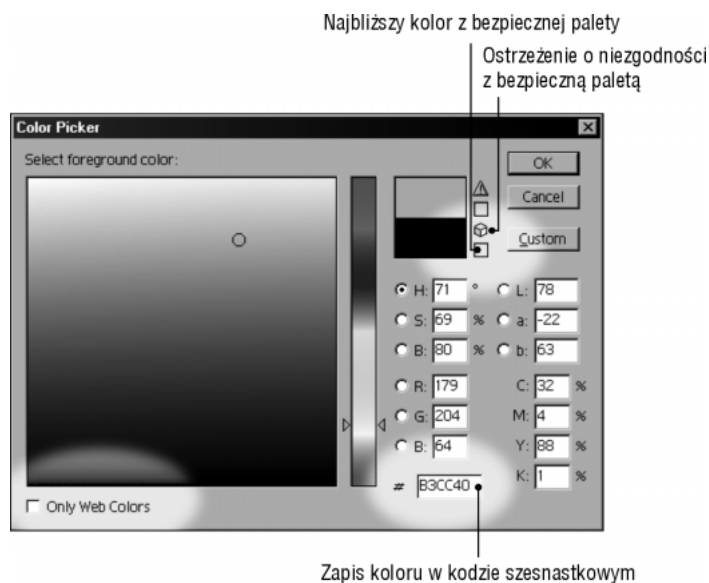 Najbliższy kolor z bezpiecznej palety
Ostrzeżenie o niezgodności
z bezpieczną paletą
Color Picker
Select foreground color:
OK
Cancel
Custom
H: 71 °
S: 69 %
B: 80 %
L: 78
a: -22
b: 63
R: 179
G: 204
B: 64
C: 32 %
M: 4 %
Y: 88 %
K: 1 %
# B3CC40
Only Web Colors
Zapis koloru w kodzie szesnastkowym